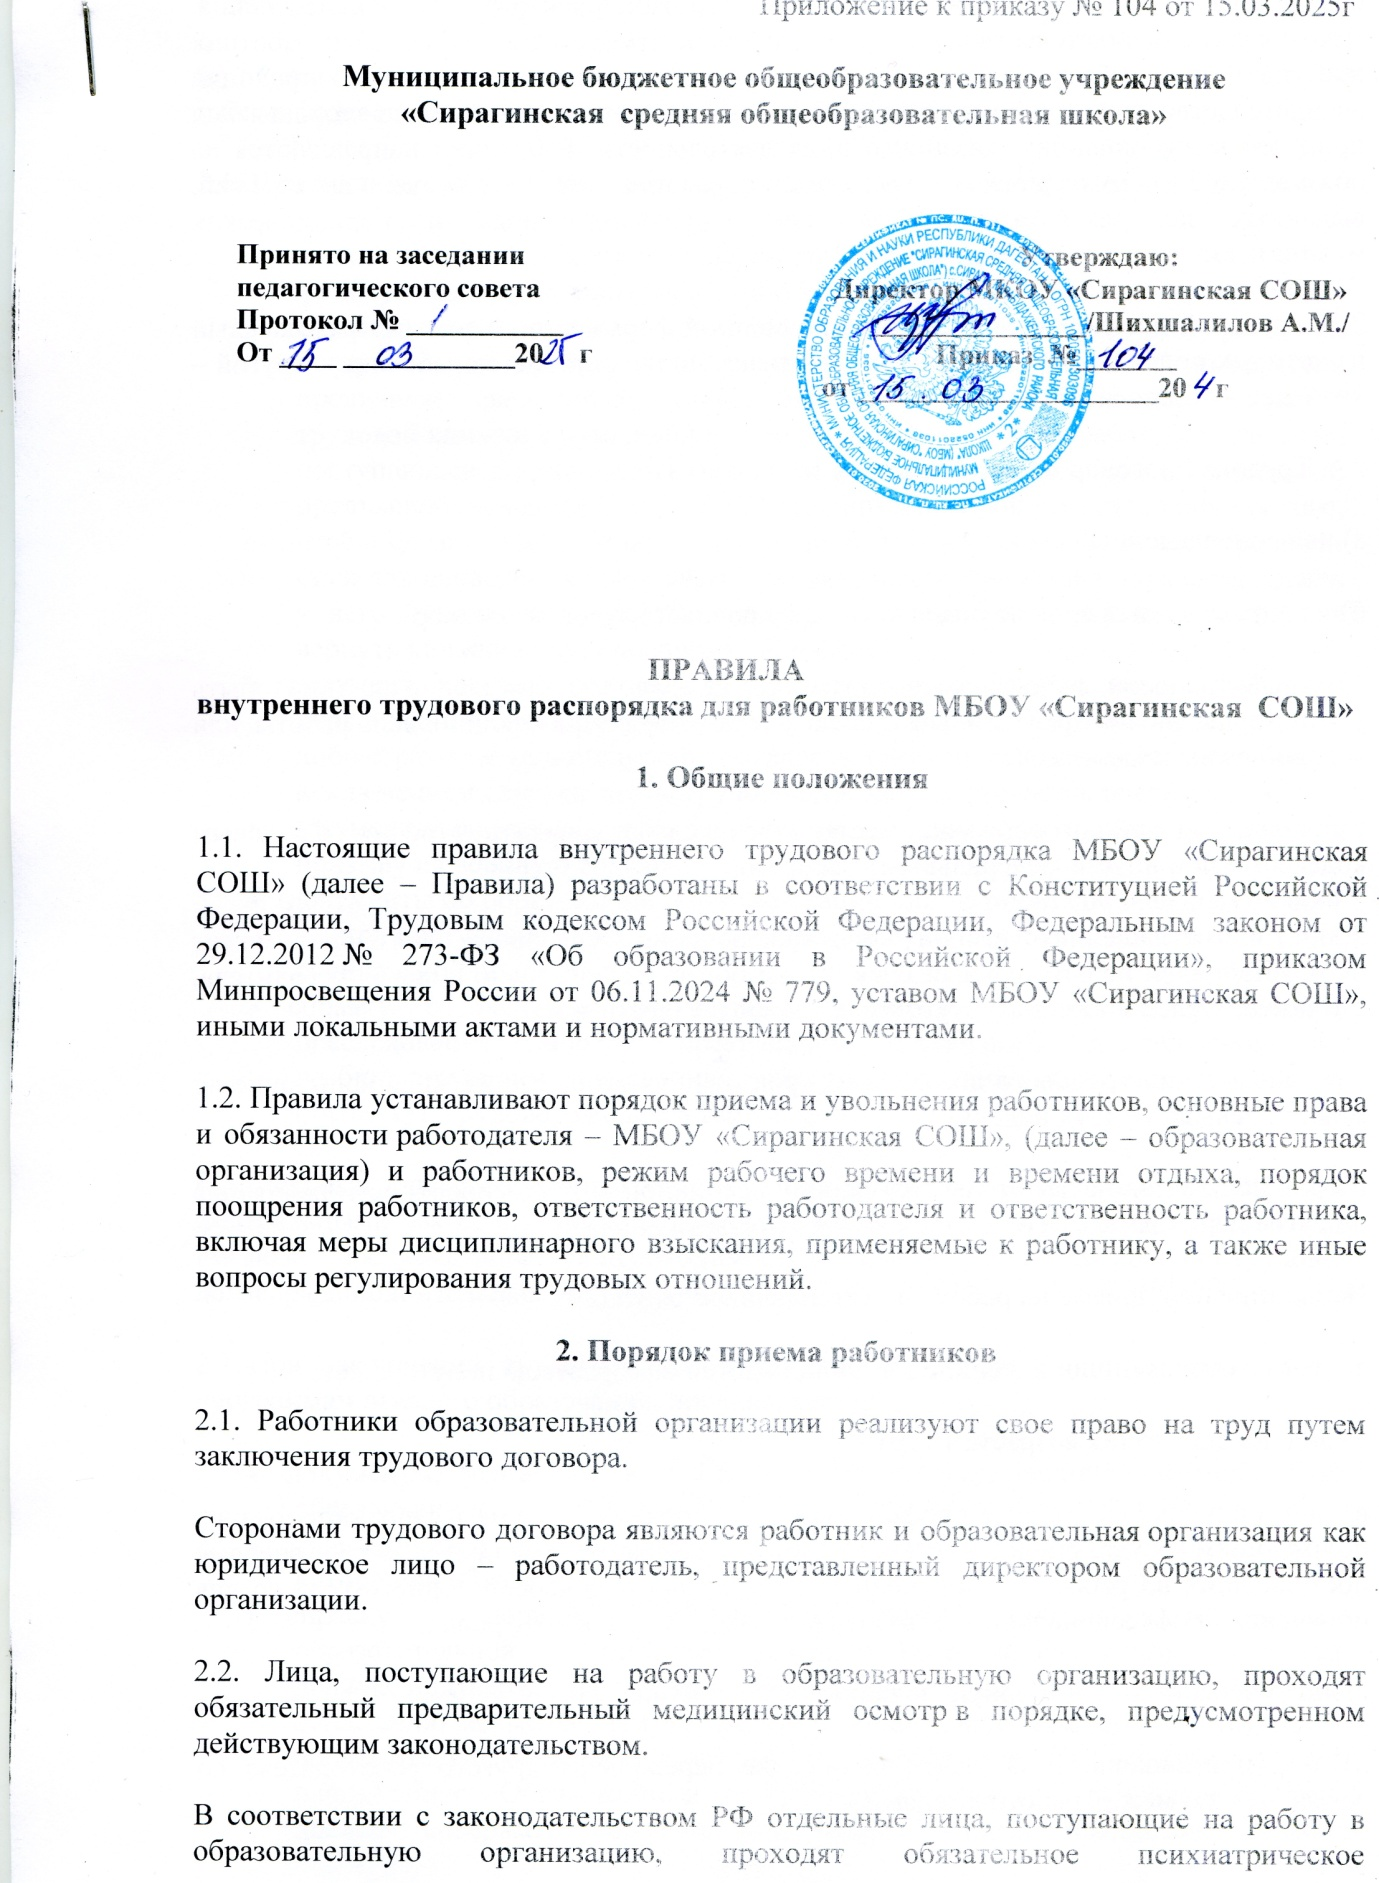 Приложение к приказу № 104 от 15.03.2025г
Муниципальное бюджетное общеобразовательное учреждение
«Сирагинская средняя общеобразовательная школа»
Принято на заседании
педагогического совета
Протокол № 1
От 15 03 2025 г
Утверждаю:
Директор МКОУ «Сирагинская СОШ»
/Шихшалилов А.М./
Приказ № 104
от 15.03 204г
ПРАВИЛА
внутреннего трудового распорядка для работников МБОУ «Сирагинская СОШ»
1. Общие положения
1.1. Настоящие правила внутреннего трудового распорядка МБОУ «Сирагинская
СОШ» (далее – Правила) разработаны в соответствии с Конституцией Российской
Федерации, Трудовым кодексом Российской Федерации, Федеральным законом от
29.12.2012 № 273-ФЗ «Об образовании в Российской Федерации», приказом
Минпросвещения России от 06.11.2024 № 779, уставом МБОУ «Сирагинская СОШ»,
иными локальными актами и нормативными документами.
1.2. Правила устанавливают порядок приема и увольнения работников, основные права
и обязанности работодателя – МБОУ «Сирагинская СОШ», (далее – образовательная
организация) и работников, режим рабочего времени и времени отдыха, порядок
поощрения работников, ответственность работодателя и ответственность работника,
включая меры дисциплинарного взыскания, применяемые к работнику, а также иные
вопросы регулирования трудовых отношений.
2. Порядок приема работников
2.1. Работники образовательной организации реализуют свое право на труд путем
заключения трудового договора.
Сторонами трудового договора являются работник и образовательная организация как
юридическое лицо – работодатель, представленный директором образовательной
организации.
2.2. Лица, поступающие на работу в образовательную организацию, проходят
обязательный предварительный медицинский осмотр в порядке, предусмотренном
действующим законодательством.
В соответствии с законодательством РФ отдельные лица, поступающие на работу в
образовательную организацию, проходят обязательное психиатрическое